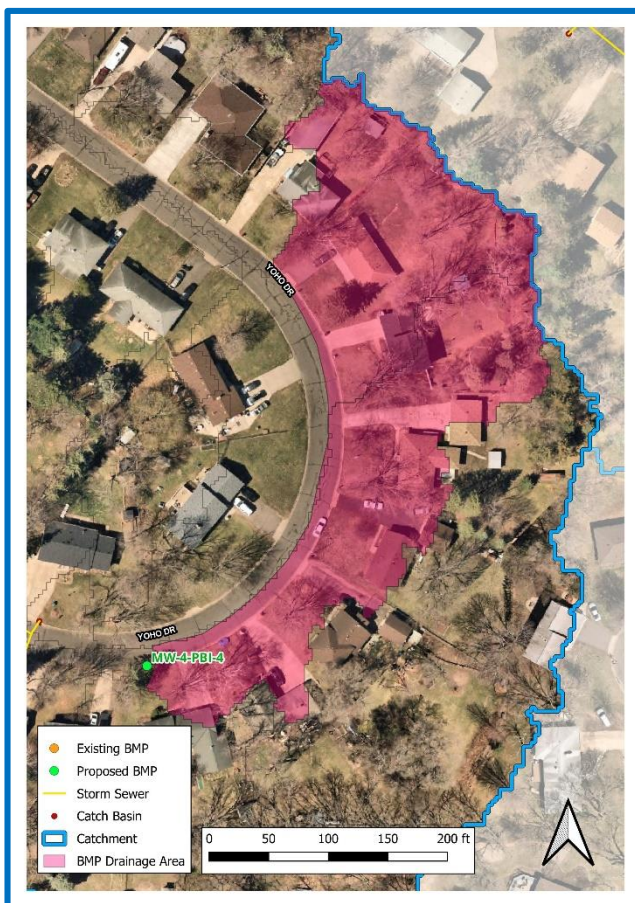 YOHO DR
YOHO DR
MW-4-PBI-4
Existing BMP
Proposed BMP
Storm Sewer
Catch Basin
Catchment
BMP Drainage Area
0 50 100 150 200 ft